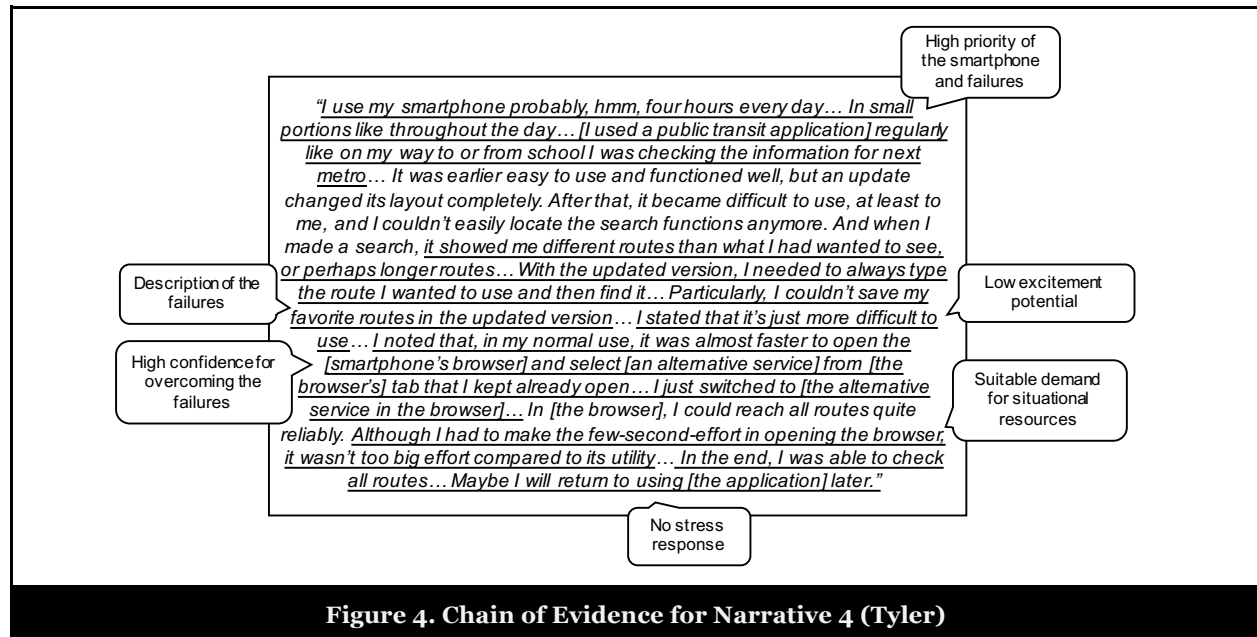 High priority of
the smartphone
and failures
“I use my smartphone probably, hmm, four hours every day… In small
portions like throughout the day… [I used a public transit application] regularly
like on my way to or from school I was checking the information for next
metro… It was earlier easy to use and functioned well, but an update
changed its layout completely. After that, it became difficult to use, at least to
me, and I couldn’t easily locate the search functions anymore. And when I
made a search, it showed me different routes than what I had wanted to see,
or perhaps longer routes… With the updated version, I needed to always type
the route I wanted to use and then find it… Particularly, I couldn’t save my
favorite routes in the updated version… I stated that it’s just more difficult to
use… I noted that, in my normal use, it was almost faster to open the
[smartphone’s browser] and select [an alternative service] from [the
browser’s] tab that I kept already open… I just switched to [the alternative
service in the browser]… In [the browser], I could reach all routes quite
reliably. Although I had to make the few-second-effort in opening the browser,
it wasn’t too big effort compared to its utility… In the end, I was able to check
all routes… Maybe I will return to using [the application] later.”
Description of the
failures
Low excitement
potential
High confidence for
overcoming the
failures
Suitable demand
for situational
resources
No stress
response
Figure 4. Chain of Evidence for Narrative 4 (Tyler)